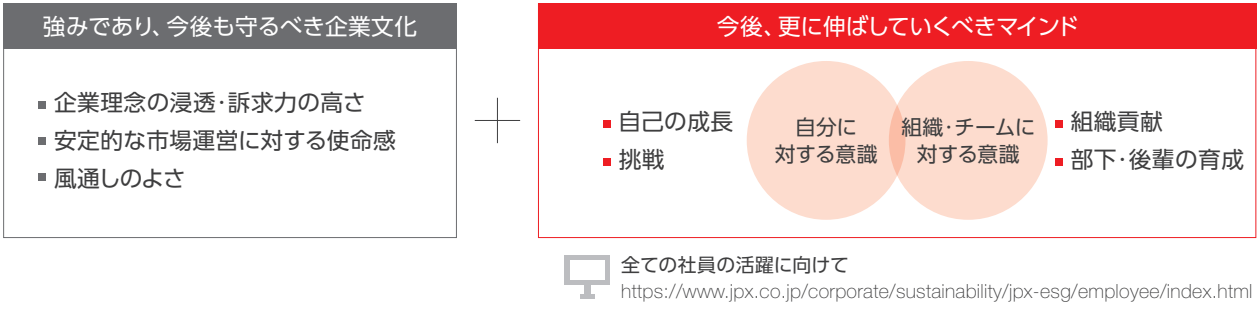 強みであり、今後も守るべき企業文化
■ 企業理念の浸透・訴求力の高さ
■ 安定的な市場運営に対する使命感
■ 風通しのよさ
今後、更に伸ばしていくべきマインド
■ 自己の成長
■ 挑戦
自分に
対する意識
組織・チームに
対する意識
■ 組織貢献
■ 部下・後輩の育成
全ての社員の活躍に向けて
https://www.jpx.co.jp/corporate/sustainability/jpx-esg/employee/index.html